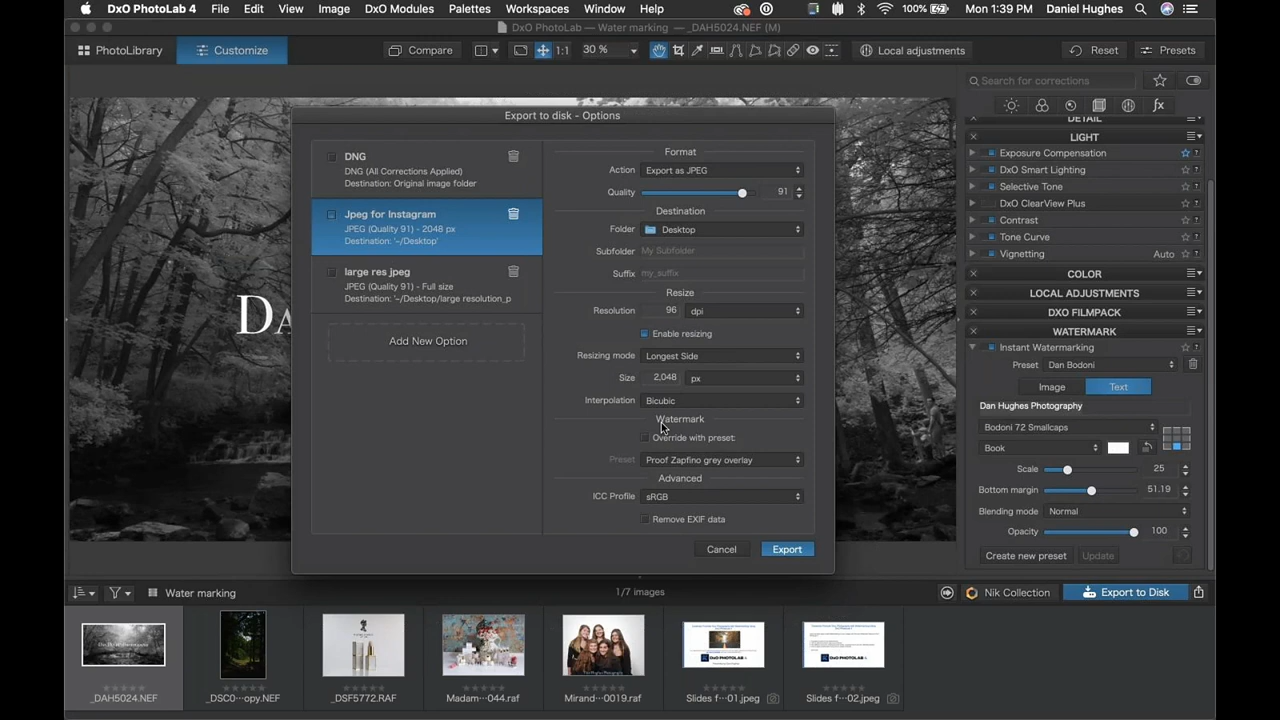 DxO PhotoLab 4 File Edit View Image DxO Modules Palettes Workspaces Window Help 100% Mon 1:39 PM Daniel Hughes
DxO PhotoLab — Water marking — _DAH5024.NEF (M)
PhotoLibrary Customize Compare 1:1 30 % Local adjustments Reset Presets
Search for corrections
Export to disk - Options
DNG
DNG (All Corrections Applied)
Destination: Original image folder
Jpeg for Instagram
JPEG (Quality 91) - 2048 px
Destination: '~/Desktop'
large res jpeg
JPEG (Quality 91) - Full size
Destination: '~/Desktop/large resolution_p
Add New Option
Format
Action Export as JPEG
Quality 91
Destination
Folder Desktop
Subfolder My Subfolder
Suffix my_suffix
Resize
Resolution 96 dpi
Enable resizing
Resizing mode Longest Side
Size 2,048 px
Interpolation Bicubic
Watermark
Override with preset:
Preset Proof Zapfino grey overlay
Advanced
ICC Profile sRGB
Remove EXIF data
Cancel Export
DETAIL
LIGHT
Exposure Compensation
DxO Smart Lighting
Selective Tone
DxO ClearView Plus
Contrast
Tone Curve
Vignetting Auto
COLOR
LOCAL ADJUSTMENTS
DXO FILMPACK
WATERMARK
Instant Watermarking
Preset Dan Bodoni
Image Text
Dan Hughes Photography
Bodoni 72 Smallcaps
Book
Scale 25
Bottom margin 51.19
Blending mode Normal
Opacity 100
Create new preset Update
Water marking 1/7 images Nik Collection Export to Disk
_DAH5024.NEF _DSC0···opy.NEF _DSF5772.RAF Madam···044.raf Mirand···0019.raf Slides f···01.jpeg Slides f···02.jpeg